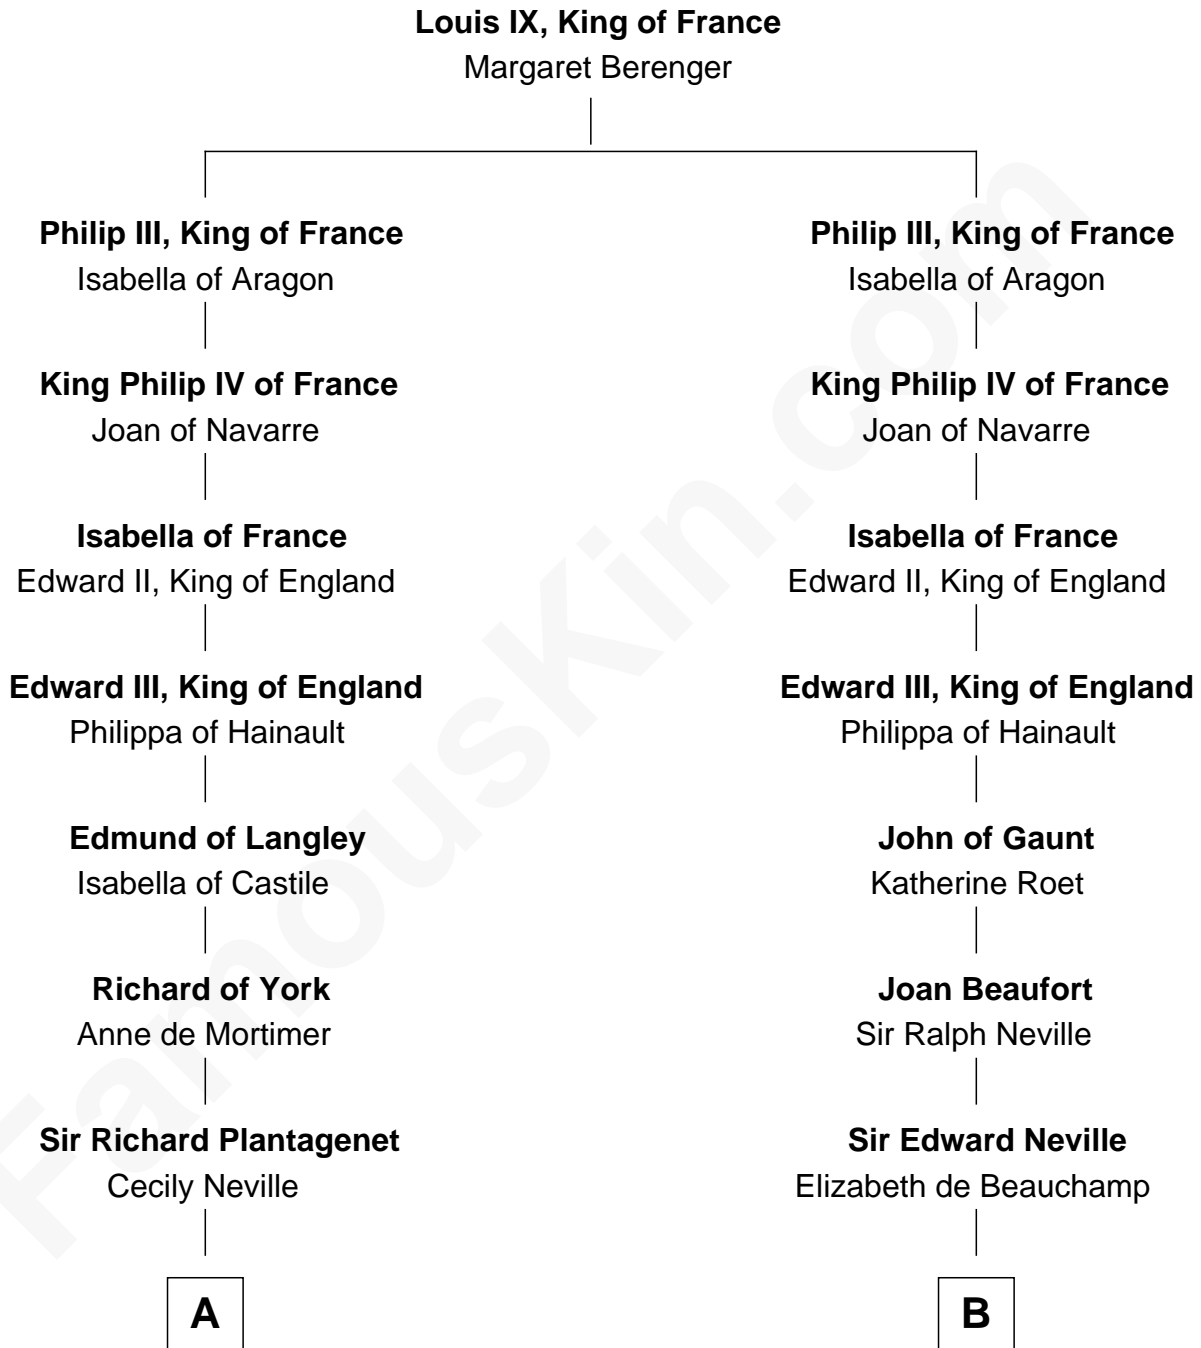 Louis IX, King of France
Margaret Berenger
Philip III, King of France
Isabella of Aragon
Philip III, King of France
Isabella of Aragon
King Philip IV of France
Joan of Navarre
King Philip IV of France
Joan of Navarre
Isabella of France
Edward II, King of England
Isabella of France
Edward II, King of England
Edward III, King of England
Philippa of Hainault
Edward III, King of England
Philippa of Hainault
Edmund of Langley
Isabella of Castile
John of Gaunt
Katherine Roet
Richard of York
Anne de Mortimer
Joan Beaufort
Sir Ralph Neville
Sir Richard Plantagenet
Cecily Neville
Sir Edward Neville
Elizabeth de Beauchamp
A
B
FamousKin.com